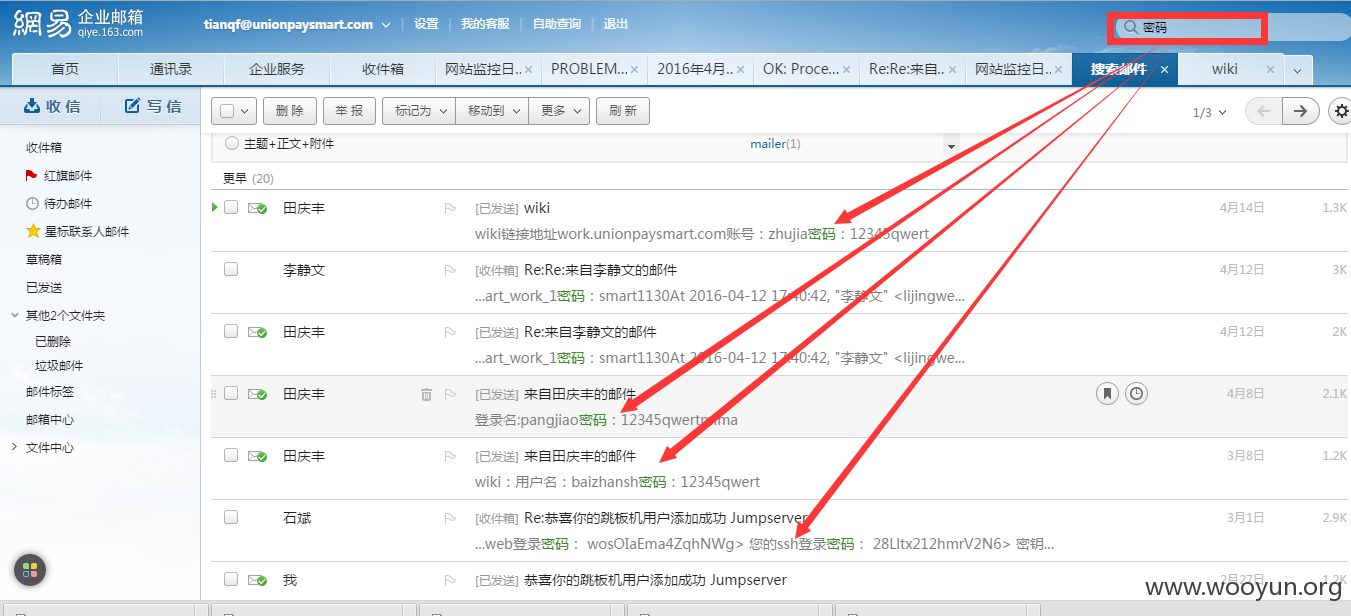 網易 企业邮箱 qiye.163.com
tianqf@unionpaysmart.com | 设置 | 我的客服 | 自助查询 | 退出
密码
首页 通讯录 企业服务 收件箱 网站监控日..× PROBLEM...× 2016年4月..× OK: Proce...× Re:Re:来自..× 网站监控日..× 搜索邮件 × wiki ×
收信 写信
删除 举报 标记为 移动到 更多 刷新 1/3
收件箱
红旗邮件
待办邮件
星标联系人邮件
草稿箱
已发送
其他2个文件夹
已删除
垃圾邮件
邮件标签
邮箱中心
文件中心
主题+正文+附件 mailer(1)
更早 (20)
田庆丰 [已发送] wiki 4月14日 1.3K
wiki链接地址work.unionpaysmart.com账号：zhujia密码：12345qwert
李静文 [收件箱] Re:Re:来自李静文的邮件 4月12日 3K
...art_work_1密码：smart1130At 2016-04-12 17:40:42, "李静文" <lijingwe...
田庆丰 [已发送] Re:来自李静文的邮件 4月12日 2K
...art_work_1密码：smart1130At 2016-04-12 17:40:42, "李静文" <lijingwe...
田庆丰 [已发送] 来自田庆丰的邮件 4月8日 2.1K
登录名:pangjiao密码：12345qwertmima
田庆丰 [已发送] 来自田庆丰的邮件 3月8日 1.2K
wiki：用户名：baizhansh密码：12345qwert
石斌 [收件箱] Re:恭喜你的跳板机用户添加成功 Jumpserver 3月1日 2.9K
...web登录密码： wosOIaEma4ZqhNWg> 您的ssh登录密码： 28LItx212hmrV2N6> 密钥...
我 [已发送] 恭喜你的跳板机用户添加成功 Jumpserver 2月27日 1.2K
www.wooyun.org